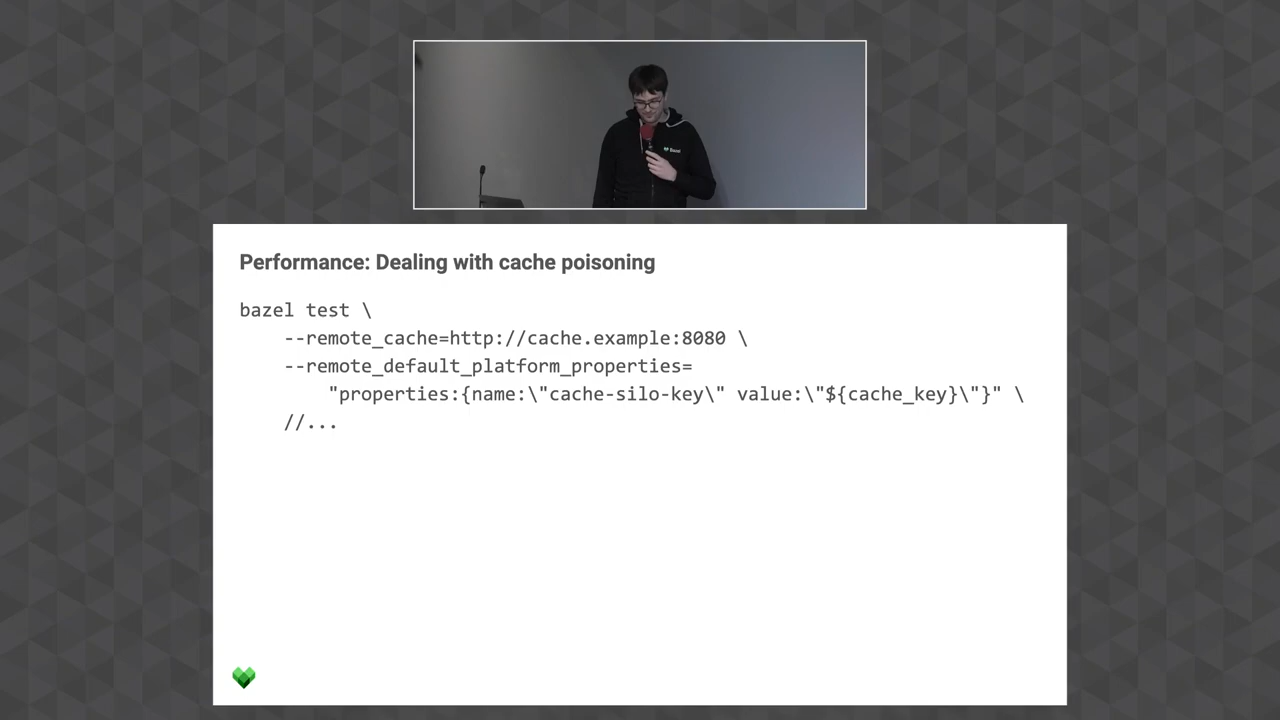 Performance: Dealing with cache poisoning
bazel test \
--remote_cache=http://cache.example:8080 \
--remote_default_platform_properties=
"properties:{name:\"cache-silo-key\" value:\"${cache_key}\"}" \
//...